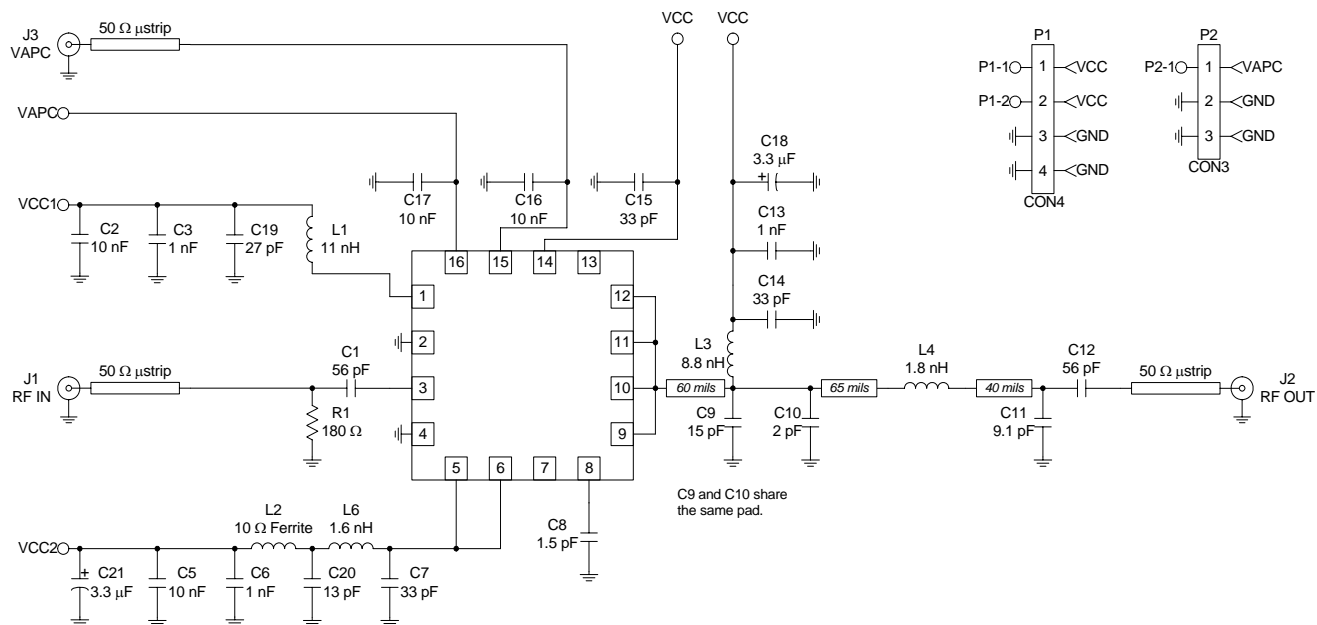 J3
VAPC
50 Ω µstrip
VCC
VCC
VAPC
C17
10 nF
C16
10 nF
C15
33 pF
C18
3.3 µF
+
C13
1 nF
C14
33 pF
P1
P1-1
1
VCC
P1-2
2
VCC
3
GND
4
GND
CON4
P2
P2-1
1
VAPC
2
GND
3
GND
CON3
VCC1
C2
10 nF
C3
1 nF
C19
27 pF
L1
11 nH
16
15
14
13
1
2
3
4
12
11
10
9
5
6
7
8
J1
RF IN
50 Ω µstrip
C1
56 pF
R1
180 Ω
60 mils
L3
8.8 nH
C9
15 pF
C10
2 pF
65 mils
L4
1.8 nH
40 mils
C11
9.1 pF
C12
56 pF
50 Ω µstrip
J2
RF OUT
C9 and C10 share
the same pad.
C8
1.5 pF
VCC2
L2
10 Ω Ferrite
L6
1.6 nH
+
C21
3.3 µF
C5
10 nF
C6
1 nF
C20
13 pF
C7
33 pF